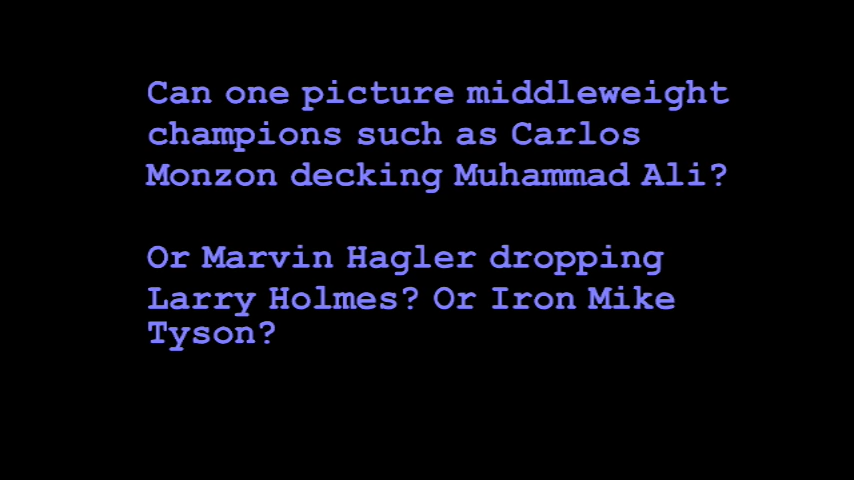 Can one picture middleweight
champions such as Carlos
Monzon decking Muhammad Ali?
Or Marvin Hagler dropping
Larry Holmes? Or Iron Mike
Tyson?